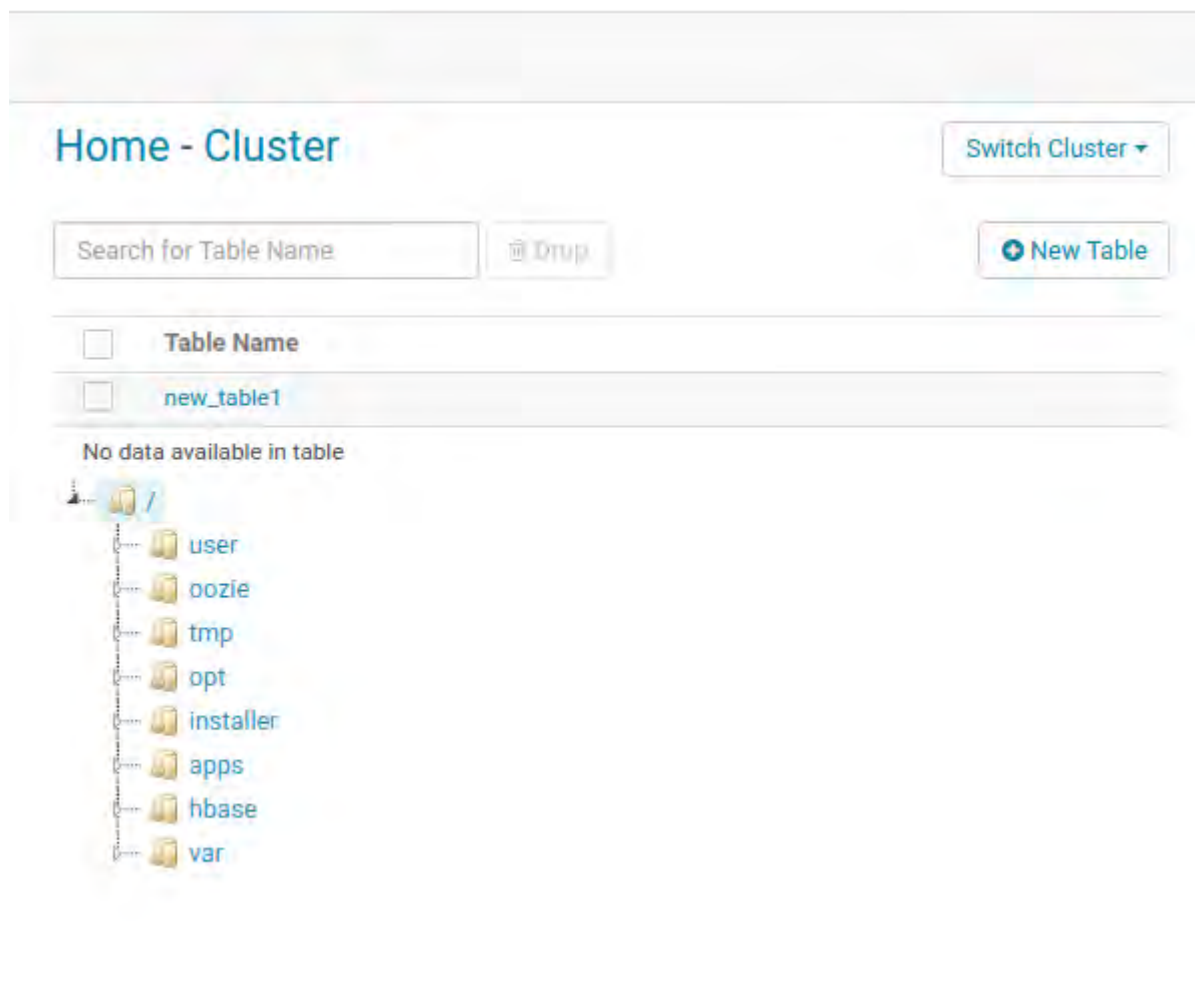 Home - Cluster
Switch Cluster
Search for Table Name
Drop
New Table
Table Name
new_table1
No data available in table
/
user
oozie
tmp
opt
installer
apps
hbase
var